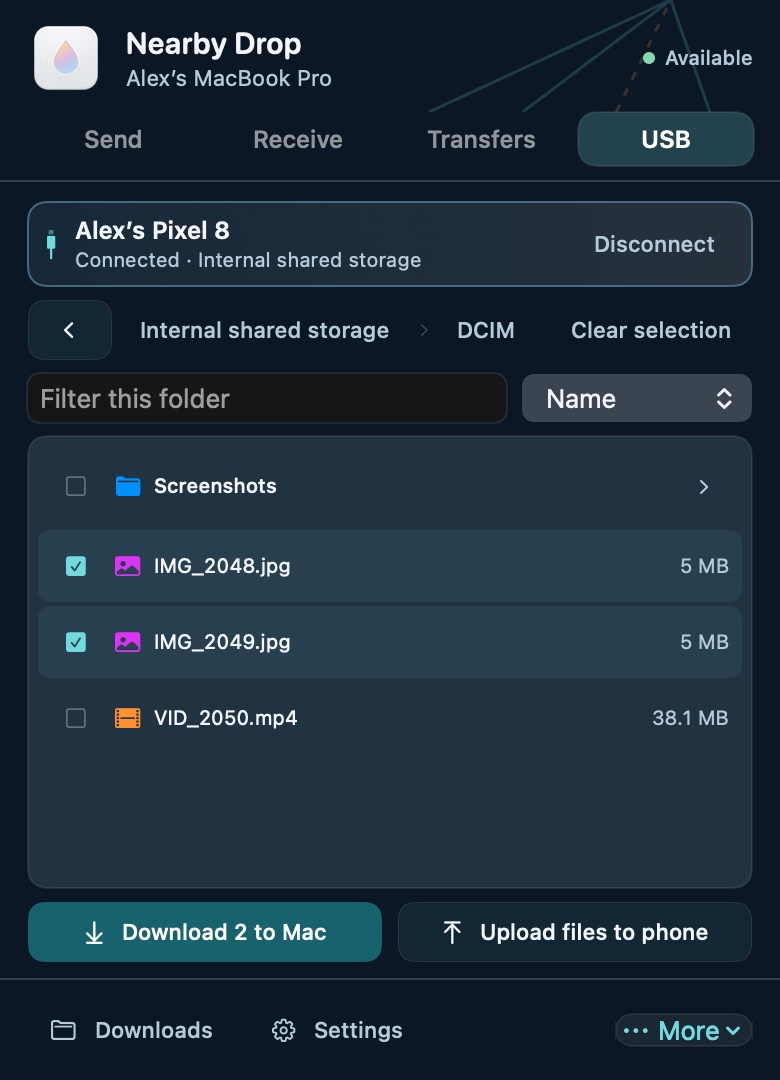 Nearby Drop
Alex’s MacBook Pro
Available
Send Receive Transfers USB
Alex’s Pixel 8
Connected · Internal shared storage
Disconnect
Internal shared storage DCIM Clear selection
Filter this folder Name
Screenshots
IMG_2048.jpg 5 MB
IMG_2049.jpg 5 MB
VID_2050.mp4 38.1 MB
Download 2 to Mac Upload files to phone
Downloads Settings ··· More